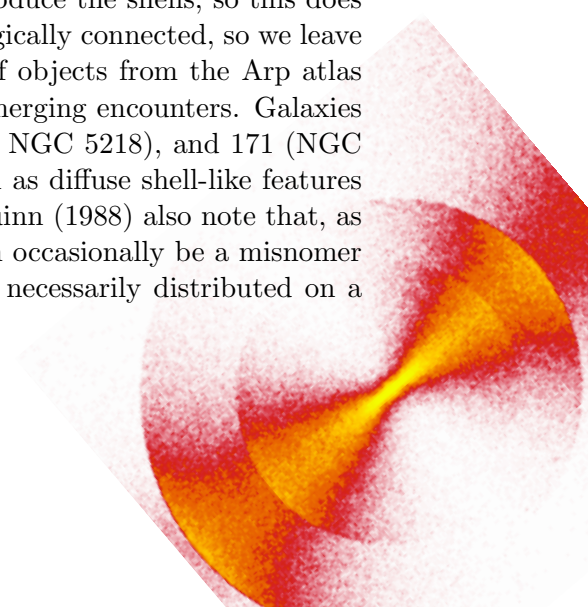 oduce the shells, so this does
gically connected, so we leave
f objects from the Arp atlas
nerging encounters. Galaxies
NGC 5218), and 171 (NGC
as diffuse shell-like features
uinn (1988) also note that, as
occasionally be a misnomer
necessarily distributed on a